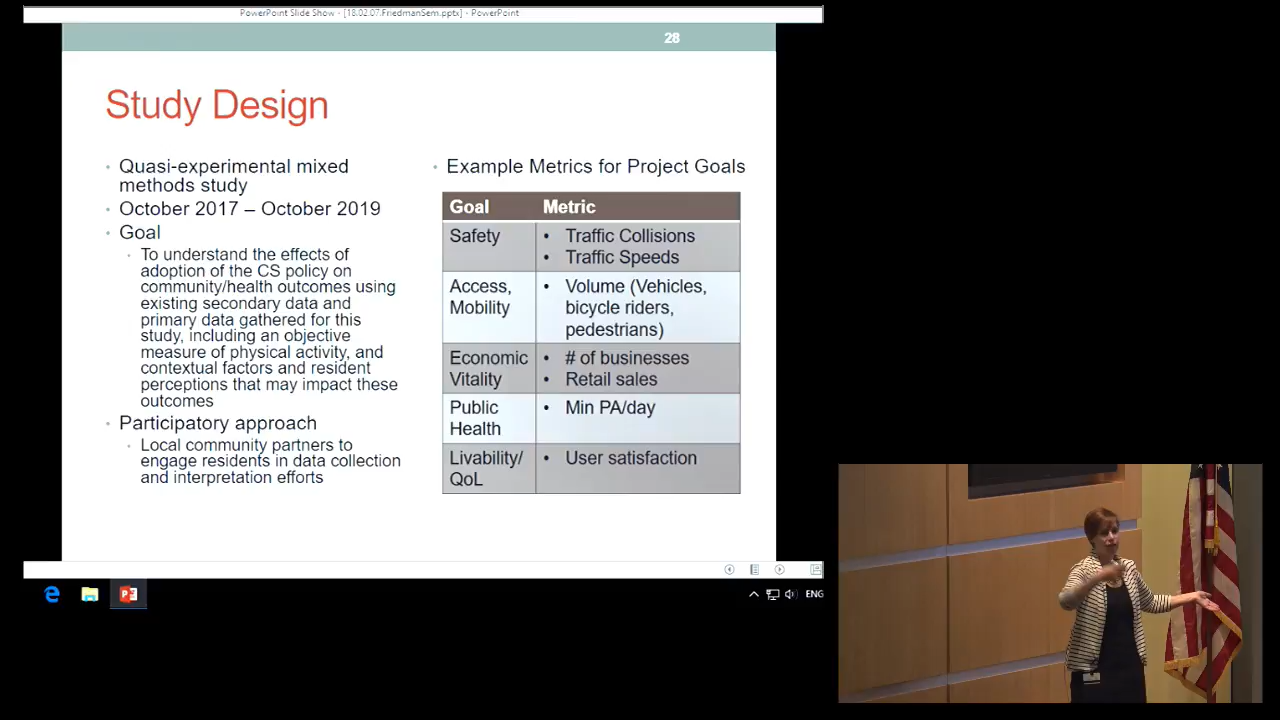 PowerPoint Slide Show - [18.02.07.FriedmanSem.pptx] - PowerPoint
28
Study Design
• Quasi-experimental mixed
methods study
• October 2017 – October 2019
• Goal
• To understand the effects of
adoption of the CS policy on
community/health outcomes using
existing secondary data and
primary data gathered for this
study, including an objective
measure of physical activity, and
contextual factors and resident
perceptions that may impact these
outcomes
• Participatory approach
• Local community partners to
engage residents in data collection
and interpretation efforts
• Example Metrics for Project Goals
Goal Metric
Safety • Traffic Collisions
• Traffic Speeds
Access, • Volume (Vehicles,
Mobility bicycle riders,
pedestrians)
Economic • # of businesses
Vitality • Retail sales
Public • Min PA/day
Health
Livability/ • User satisfaction
QoL
ENG